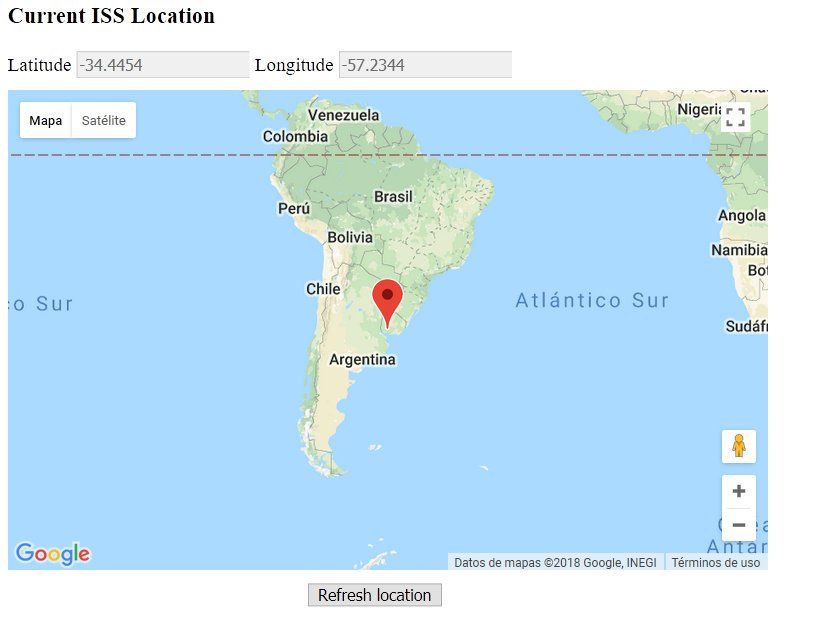 Current ISS Location
Latitude -34.4454 Longitude -57.2344
Mapa Satélite
Venezuela
Nigeria
Colombia
Brasil
Perú
Angola
Bolivia
Namibia
Bot
Chile
Atlántico Sur
co Sur
Sudáfr
Argentina
+
−
Antar
Google
Datos de mapas ©2018 Google, INEGI Términos de uso
Refresh location